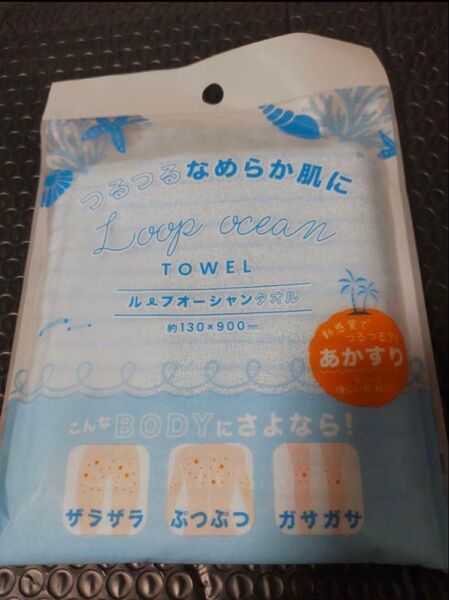 つるつるなめらか肌に
Loop ocean
TOWEL
ループオーシャンタオル
約130×900mm
新感覚で
つるつる?!
あかすり
こんなBODYにさよなら!
ザラザラ
ぷつぷつ
ガサガサ